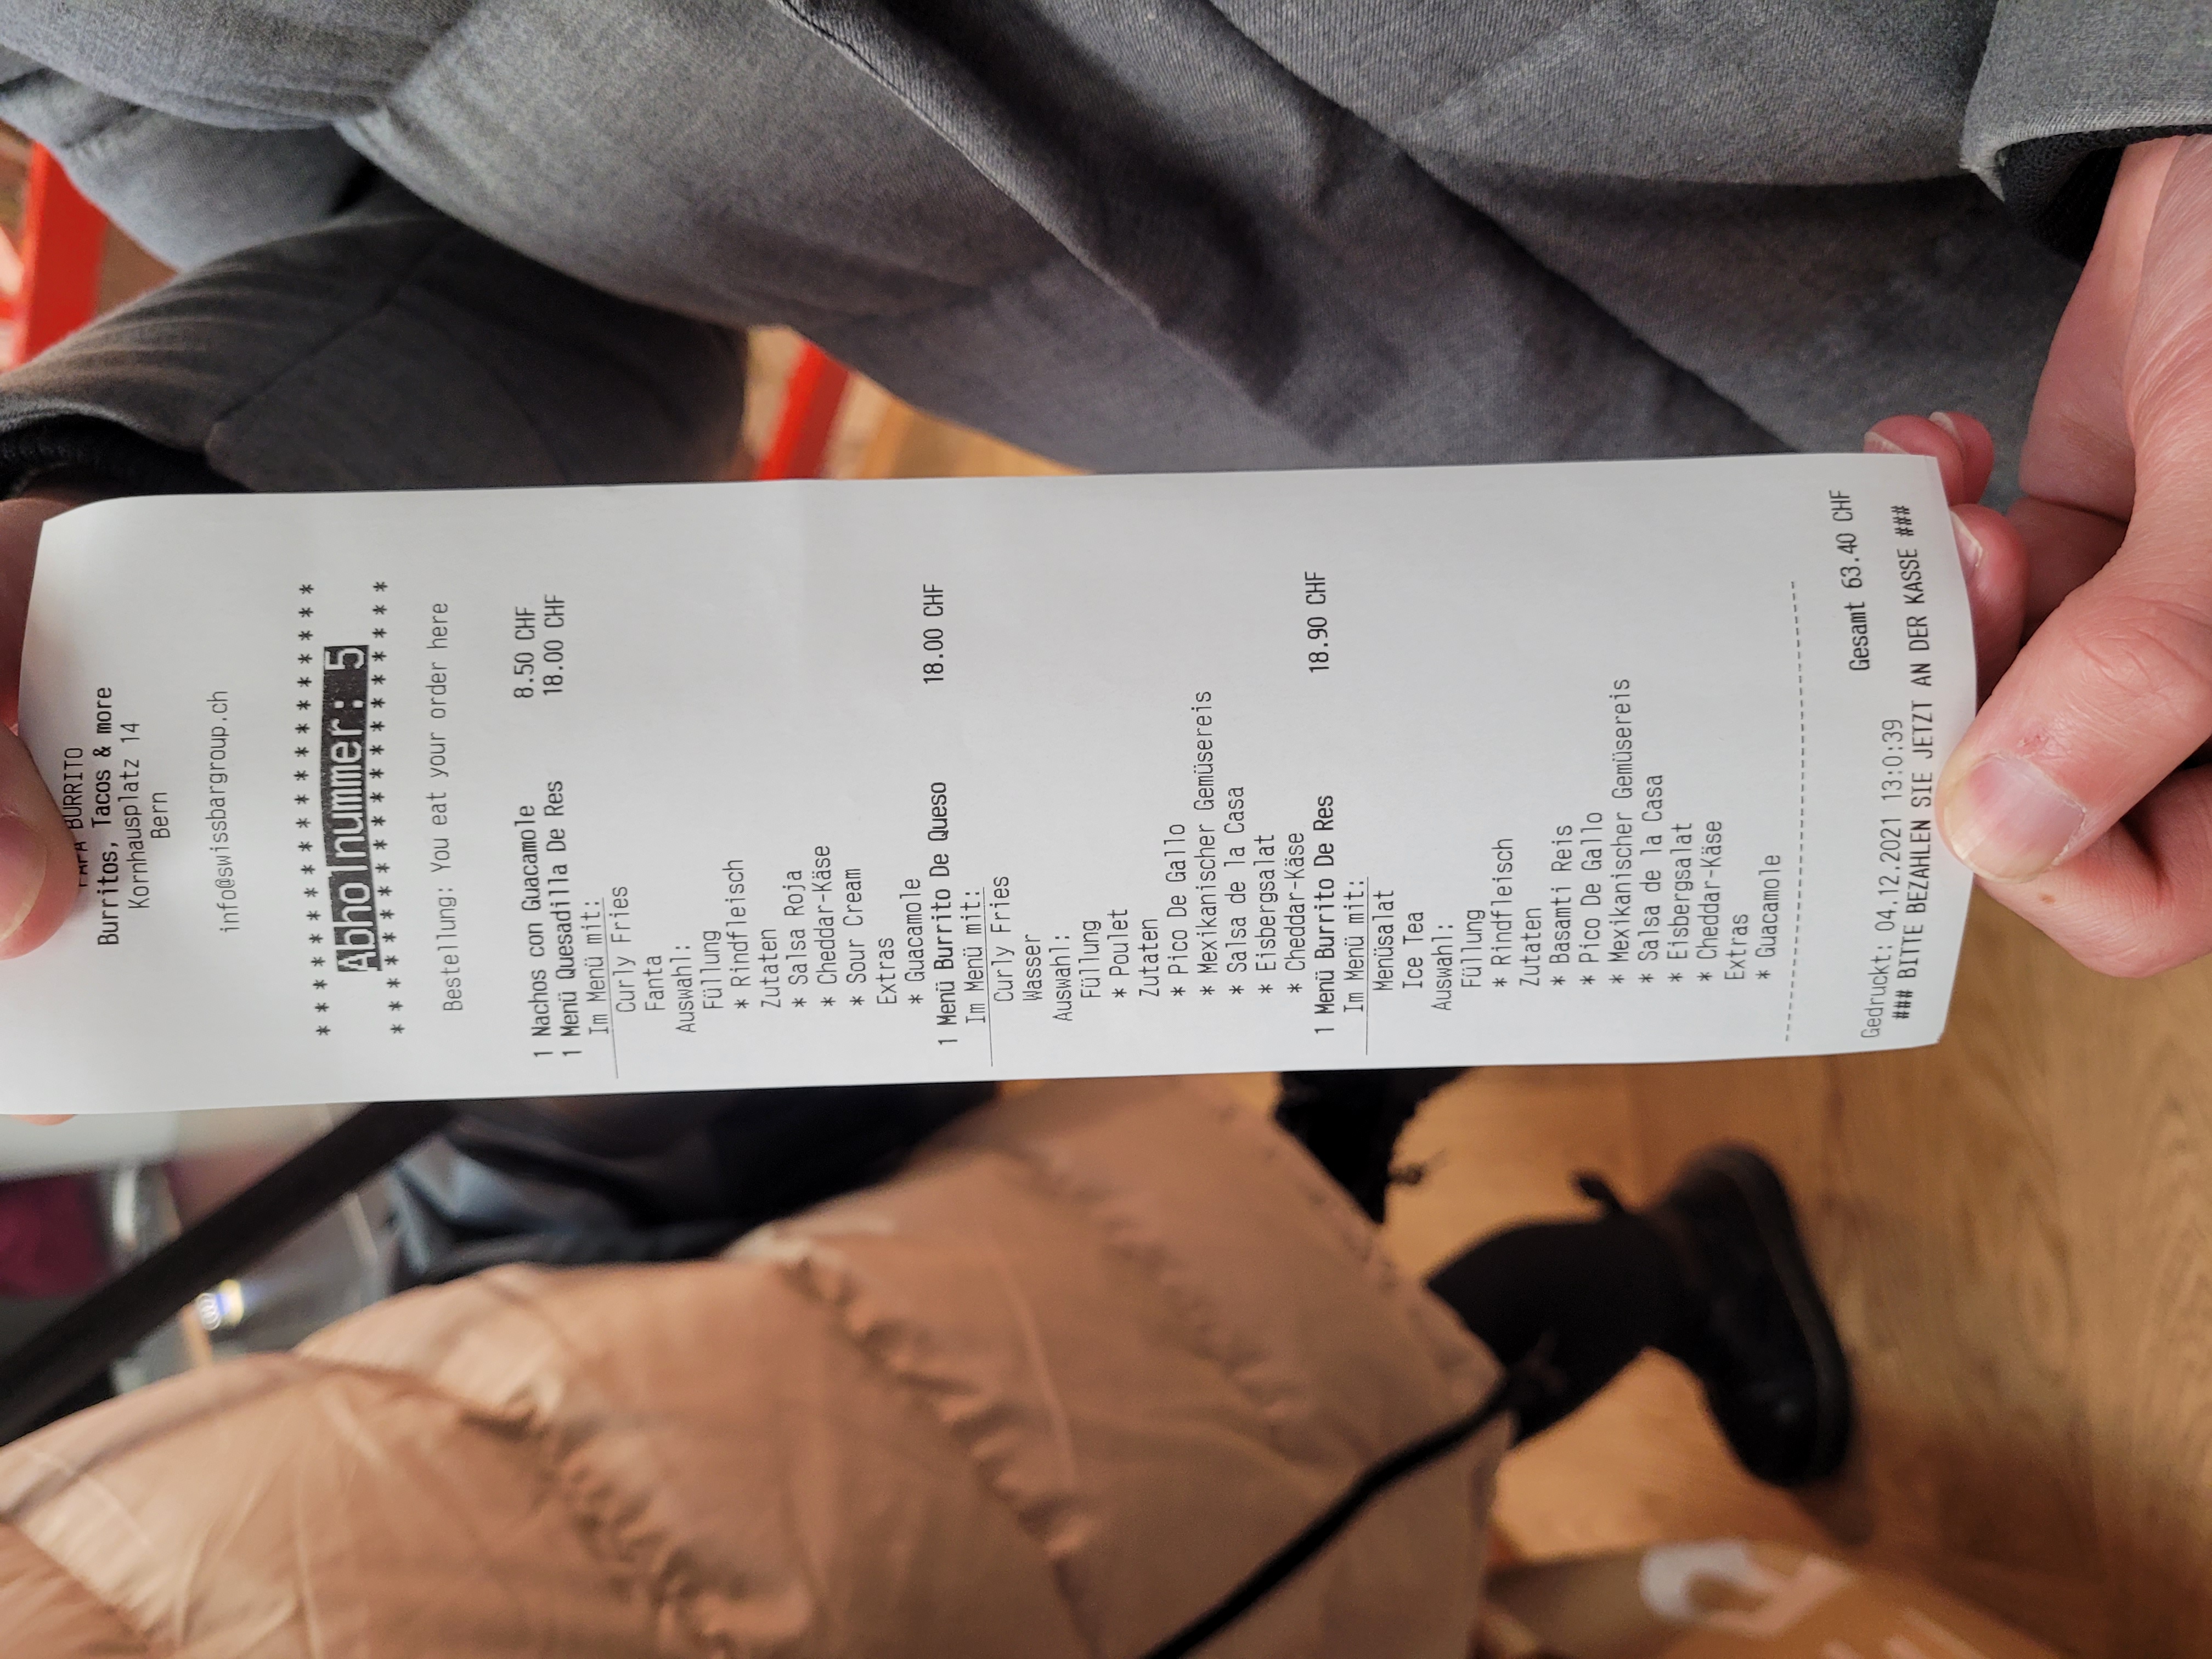 PAPA BURRITO
Burritos, Tacos & more
Kornhausplatz 14
Bern
info@swissbargroup.ch
* * * * * * * * * * * * * * * * * * * *
Abholnummer: 5
* * * * * * * * * * * * * * * * * * * *
Bestellung: You eat your order here
1 Nachos con Guacamole 8.50 CHF
1 Menü Quesadilla De Res 18.00 CHF
Im Menü mit:
Curly Fries
Fanta
Auswahl:
Füllung
* Rindfleisch
Zutaten
* Salsa Roja
* Cheddar-Käse
* Sour Cream
Extras
* Guacamole
1 Menü Burrito De Queso 18.00 CHF
Im Menü mit:
Curly Fries
Wasser
Auswahl:
Füllung
* Poulet
Zutaten
* Pico De Gallo
* Mexikanischer Gemüsereis
* Salsa de la Casa
* Eisbergsalat
* Cheddar-Käse
1 Menü Burrito De Res 18.90 CHF
Im Menü mit:
Menüsalat
Ice Tea
Auswahl:
Füllung
* Rindfleisch
Zutaten
* Basamti Reis
* Pico De Gallo
* Mexikanischer Gemüsereis
* Salsa de la Casa
* Eisbergsalat
* Cheddar-Käse
Extras
* Guacamole
Gesamt 63.40 CHF
Gedruckt: 04.12.2021 13:0:39
### BITTE BEZAHLEN SIE JETZT AN DER KASSE ###